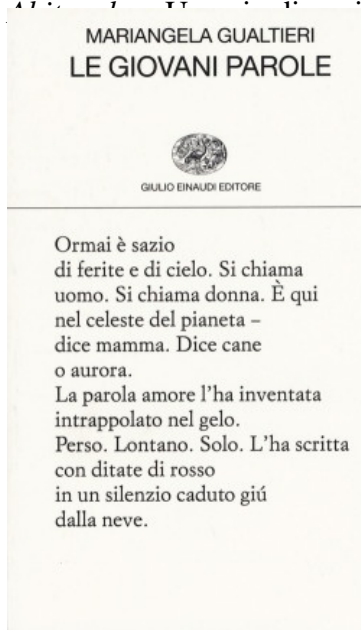 MARIANGELA GUALTIERI
LE GIOVANI PAROLE
GIULIO EINAUDI EDITORE
Ormai è sazio
di ferite e di cielo. Si chiama
uomo. Si chiama donna. È qui
nel celeste del pianeta –
dice mamma. Dice cane
o aurora.
La parola amore l'ha inventata
intrappolato nel gelo.
Perso. Lontano. Solo. L'ha scritta
con ditate di rosso
in un silenzio caduto giú
dalla neve.